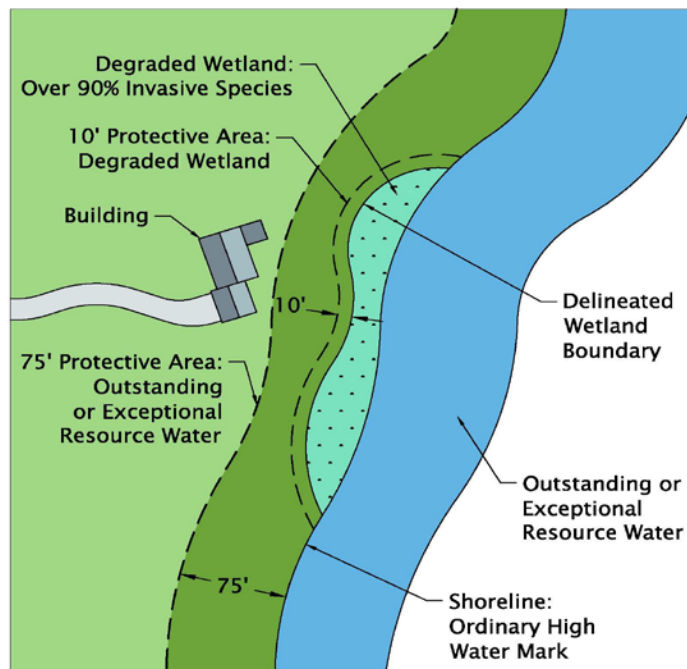 Degraded Wetland:
Over 90% Invasive Species
10' Protective Area:
Degraded Wetland
Building
10'
Delineated
Wetland
Boundary
75' Protective Area:
Outstanding
or Exceptional
Resource Water
Outstanding or
Exceptional
Resource Water
75'
Shoreline:
Ordinary High
Water Mark